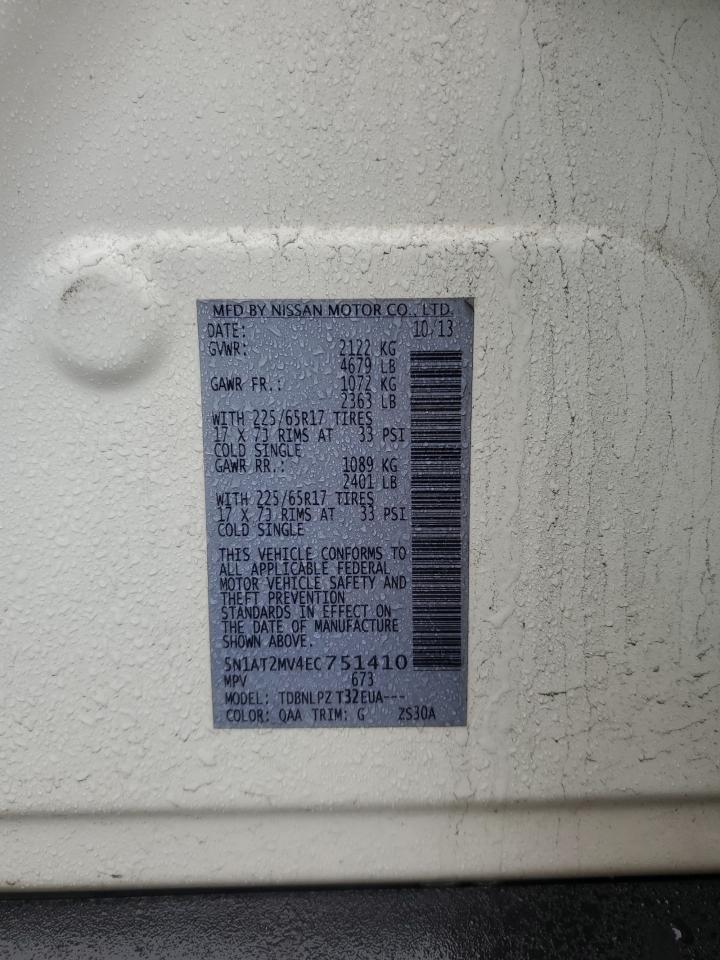 MFD BY NISSAN MOTOR CO., LTD.
DATE: 10/13
GVWR: 2122 KG
4679 LB
GAWR FR.: 1072 KG
2363 LB
WITH 225/65R17 TIRES
17 X 7J RIMS AT 33 PSI
COLD SINGLE
GAWR RR.: 1089 KG
2401 LB
WITH 225/65R17 TIRES
17 X 7J RIMS AT 33 PSI
COLD SINGLE
THIS VEHICLE CONFORMS TO
ALL APPLICABLE FEDERAL
MOTOR VEHICLE SAFETY AND
THEFT PREVENTION
STANDARDS IN EFFECT ON
THE DATE OF MANUFACTURE
SHOWN ABOVE.
5N1AT2MV4EC751410
MPV 673
MODEL: TDBNLPZ T32EUA---
COLOR: QAA TRIM: G ZS30A